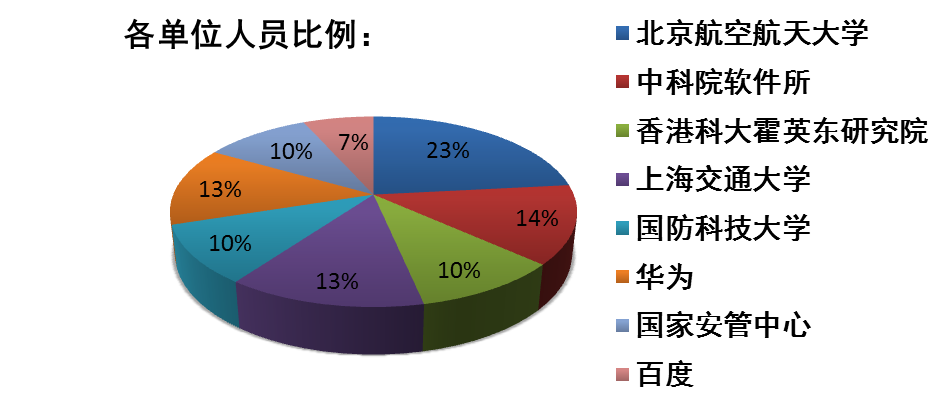 各单位人员比例：
23%
14%
10%
13%
10%
13%
10%
7%
北京航空航天大学
中科院软件所
香港科大霍英东研究院
上海交通大学
国防科技大学
华为
国家安管中心
百度